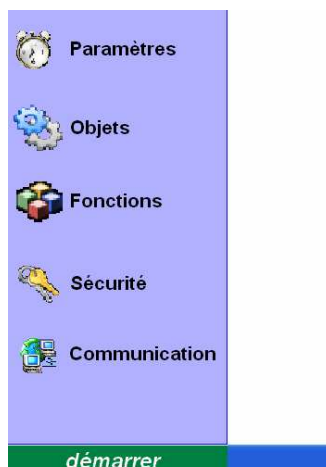 Paramètres
Objets
Fonctions
Sécurité
Communication
démarrer